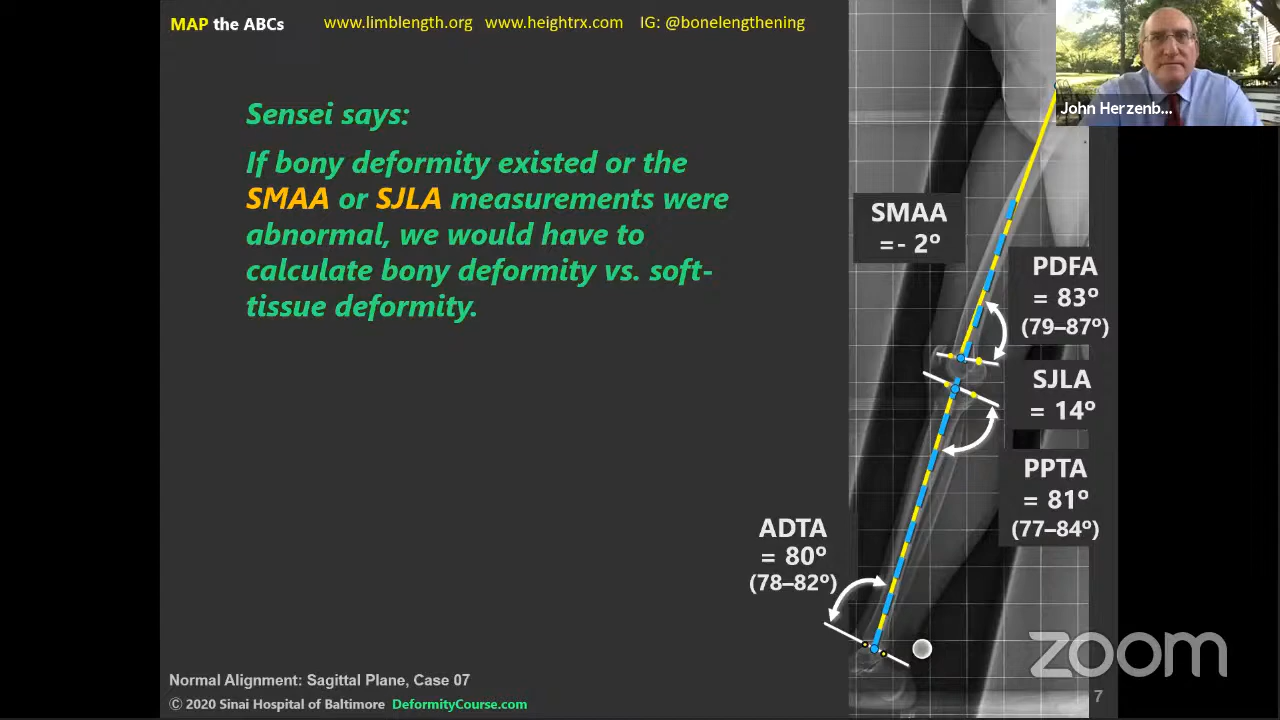 MAP the ABCs
www.limblength.org www.heightrx.com IG: @bonelengthening
John Herzenb...
Sensei says:
If bony deformity existed or the
SMAA or SJLA measurements were
abnormal, we would have to
calculate bony deformity vs. soft-
tissue deformity.
SMAA
=- 2º
PDFA
= 83º
(79–87º)
SJLA
= 14º
PPTA
= 81º
(77–84º)
ADTA
= 80º
(78–82º)
zoom
Normal Alignment: Sagittal Plane, Case 07
7
© 2020 Sinai Hospital of Baltimore DeformityCourse.com